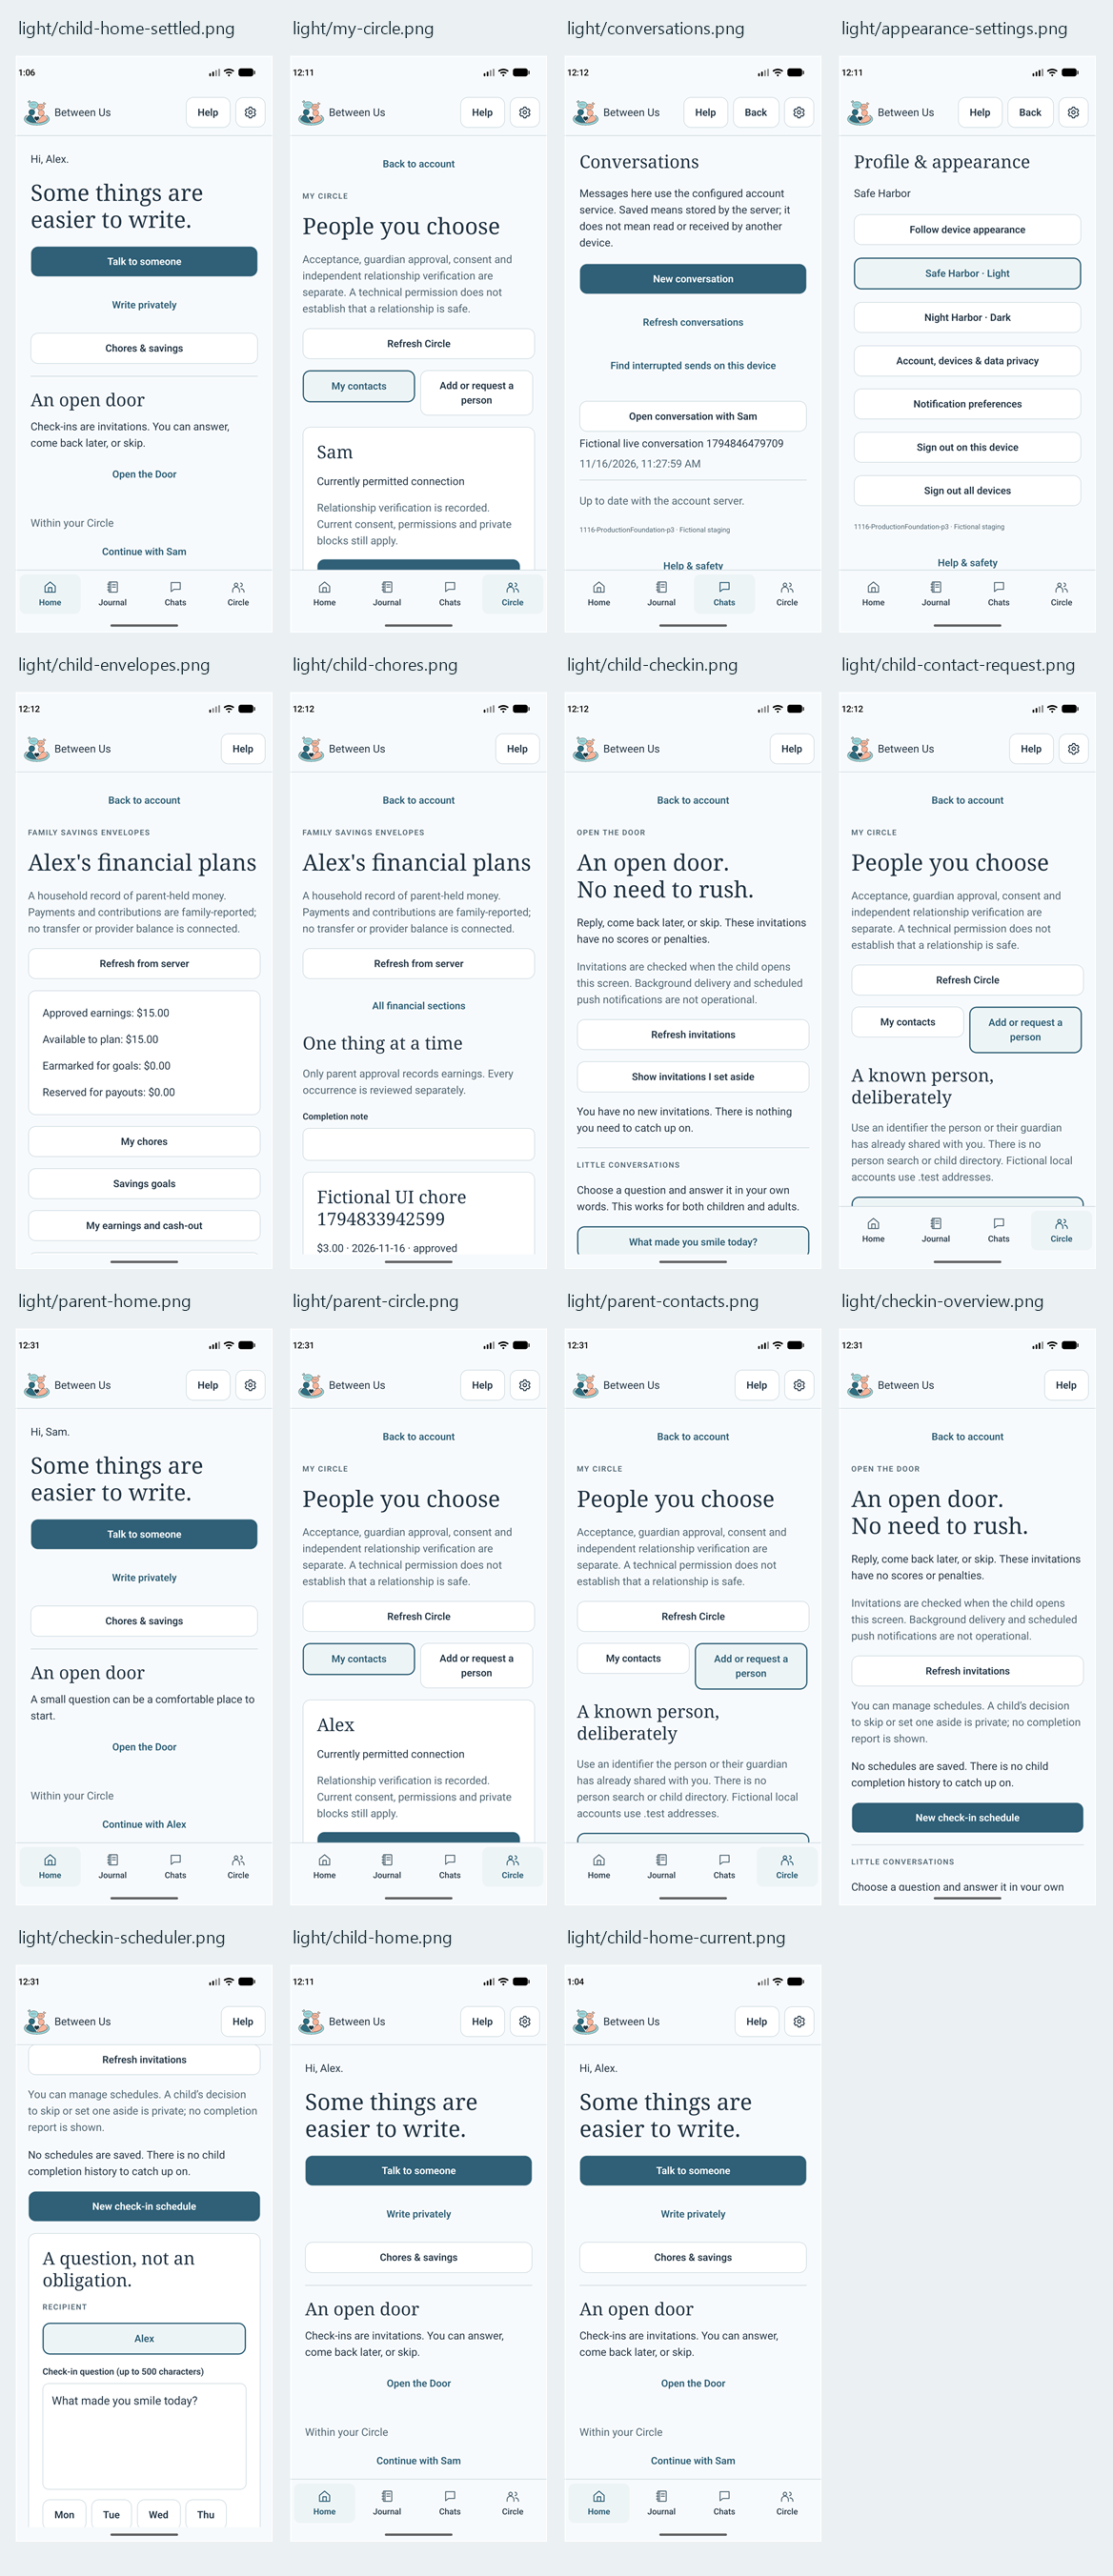 light/child-home-settled.png
1:06
Between Us
Help
Hi, Alex.
Some things are
easier to write.
Talk to someone
Write privately
Chores & savings
An open door
Check-ins are invitations. You can answer,
come back later, or skip.
Open the Door
Within your Circle
Continue with Sam
Home
Journal
Chats
Circle
light/my-circle.png
12:11
Between Us
Help
Back to account
MY CIRCLE
People you choose
Acceptance, guardian approval, consent and
independent relationship verification are
separate. A technical permission does not
establish that a relationship is safe.
Refresh Circle
My contacts
Add or request a
person
Sam
Currently permitted connection
Relationship verification is recorded.
Current consent, permissions and private
blocks still apply.
Home
Journal
Chats
Circle
light/conversations.png
12:12
Between Us
Help
Back
Conversations
Messages here use the configured account
service. Saved means stored by the server; it
does not mean read or received by another
device.
New conversation
Refresh conversations
Find interrupted sends on this device
Open conversation with Sam
Fictional live conversation 1794846479709
11/16/2026, 11:27:59 AM
Up to date with the account server.
1116-ProductionFoundation-p3 · Fictional staging
Help & safety
Home
Journal
Chats
Circle
light/appearance-settings.png
12:11
Between Us
Help
Back
Profile & appearance
Safe Harbor
Follow device appearance
Safe Harbor · Light
Night Harbor · Dark
Account, devices & data privacy
Notification preferences
Sign out on this device
Sign out all devices
1116-ProductionFoundation-p3 · Fictional staging
Help & safety
Home
Journal
Chats
Circle
light/child-envelopes.png
12:12
Between Us
Help
Back to account
FAMILY SAVINGS ENVELOPES
Alex's financial plans
A household record of parent-held money.
Payments and contributions are family-reported;
no transfer or provider balance is connected.
Refresh from server
Approved earnings: $15.00
Available to plan: $15.00
Earmarked for goals: $0.00
Reserved for payouts: $0.00
My chores
Savings goals
My earnings and cash-out
light/child-chores.png
12:12
Between Us
Help
Back to account
FAMILY SAVINGS ENVELOPES
Alex's financial plans
A household record of parent-held money.
Payments and contributions are family-reported;
no transfer or provider balance is connected.
Refresh from server
All financial sections
One thing at a time
Only parent approval records earnings. Every
occurrence is reviewed separately.
Completion note
Fictional UI chore
1794833942599
$3.00 · 2026-11-16 · approved
light/child-checkin.png
12:12
Between Us
Help
Back to account
OPEN THE DOOR
An open door.
No need to rush.
Reply, come back later, or skip. These invitations
have no scores or penalties.
Invitations are checked when the child opens
this screen. Background delivery and scheduled
push notifications are not operational.
Refresh invitations
Show invitations I set aside
You have no new invitations. There is nothing
you need to catch up on.
LITTLE CONVERSATIONS
Choose a question and answer it in your own
words. This works for both children and adults.
What made you smile today?
light/child-contact-request.png
12:12
Between Us
Help
Back to account
MY CIRCLE
People you choose
Acceptance, guardian approval, consent and
independent relationship verification are
separate. A technical permission does not
establish that a relationship is safe.
Refresh Circle
My contacts
Add or request a
person
A known person,
deliberately
Use an identifier the person or their guardian
has already shared with you. There is no
person search or child directory. Fictional local
accounts use .test addresses.
Home
Journal
Chats
Circle
light/parent-home.png
12:31
Between Us
Help
Hi, Sam.
Some things are
easier to write.
Talk to someone
Write privately
Chores & savings
An open door
A small question can be a comfortable place to
start.
Open the Door
Within your Circle
Continue with Alex
Home
Journal
Chats
Circle
light/parent-circle.png
12:31
Between Us
Help
Back to account
MY CIRCLE
People you choose
Acceptance, guardian approval, consent and
independent relationship verification are
separate. A technical permission does not
establish that a relationship is safe.
Refresh Circle
My contacts
Add or request a
person
Alex
Currently permitted connection
Relationship verification is recorded.
Current consent, permissions and private
blocks still apply.
Home
Journal
Chats
Circle
light/parent-contacts.png
12:31
Between Us
Help
Back to account
MY CIRCLE
People you choose
Acceptance, guardian approval, consent and
independent relationship verification are
separate. A technical permission does not
establish that a relationship is safe.
Refresh Circle
My contacts
Add or request a
person
A known person,
deliberately
Use an identifier the person or their guardian
has already shared with you. There is no
person search or child directory. Fictional local
accounts use .test addresses.
Home
Journal
Chats
Circle
light/checkin-overview.png
12:31
Between Us
Help
Back to account
OPEN THE DOOR
An open door.
No need to rush.
Reply, come back later, or skip. These invitations
have no scores or penalties.
Invitations are checked when the child opens
this screen. Background delivery and scheduled
push notifications are not operational.
Refresh invitations
You can manage schedules. A child's decision
to skip or set one aside is private; no completion
report is shown.
No schedules are saved. There is no child
completion history to catch up on.
New check-in schedule
LITTLE CONVERSATIONS
Choose a question and answer it in your own
light/checkin-scheduler.png
12:31
Between Us
Help
Refresh invitations
You can manage schedules. A child's decision
to skip or set one aside is private; no completion
report is shown.
No schedules are saved. There is no child
completion history to catch up on.
New check-in schedule
A question, not an
obligation.
RECIPIENT
Alex
Check-in question (up to 500 characters)
What made you smile today?
Mon
Tue
Wed
Thu
light/child-home.png
12:11
Between Us
Help
Hi, Alex.
Some things are
easier to write.
Talk to someone
Write privately
Chores & savings
An open door
Check-ins are invitations. You can answer,
come back later, or skip.
Open the Door
Within your Circle
Continue with Sam
Home
Journal
Chats
Circle
light/child-home-current.png
1:04
Between Us
Help
Hi, Alex.
Some things are
easier to write.
Talk to someone
Write privately
Chores & savings
An open door
Check-ins are invitations. You can answer,
come back later, or skip.
Open the Door
Within your Circle
Continue with Sam
Home
Journal
Chats
Circle